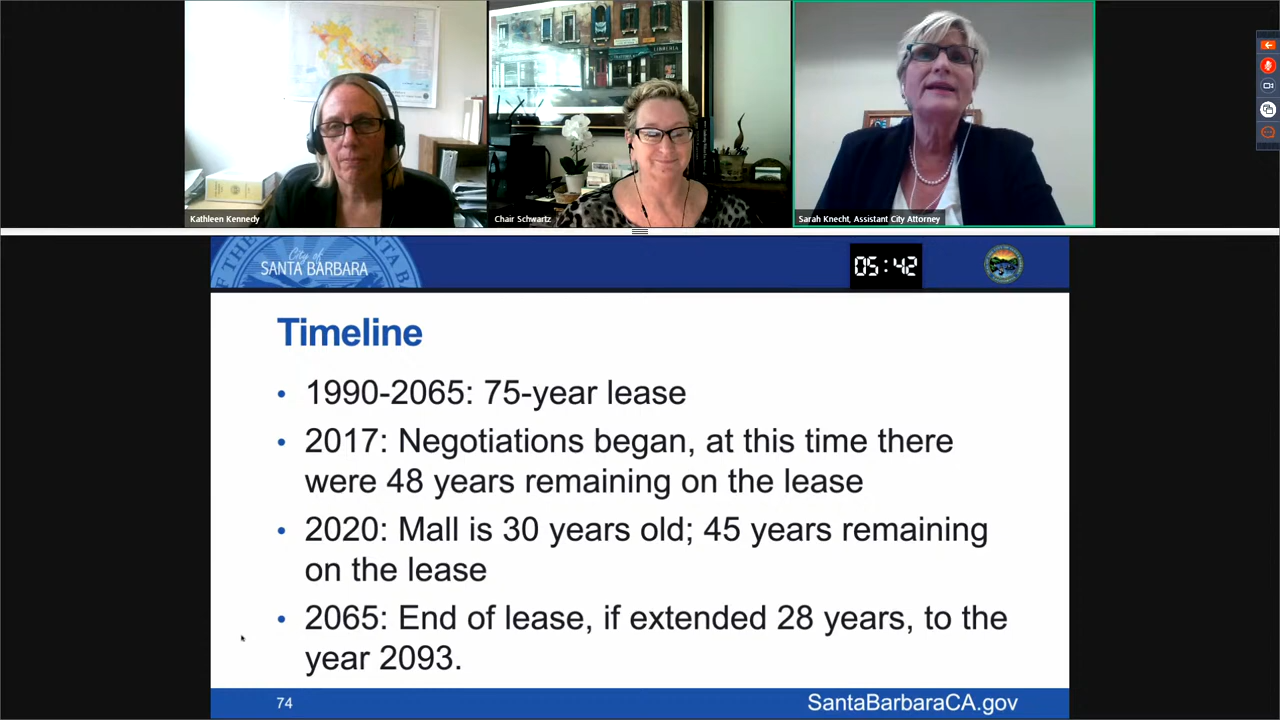 LIBRERIA
Kathleen Kennedy
Chair Schwartz
Sarah Knecht, Assistant City Attorney
City of
SANTA BARBARA
05:42
Timeline
• 1990-2065: 75-year lease
• 2017: Negotiations began, at this time there
were 48 years remaining on the lease
• 2020: Mall is 30 years old; 45 years remaining
on the lease
• 2065: End of lease, if extended 28 years, to the
year 2093.
74
SantaBarbaraCA.gov